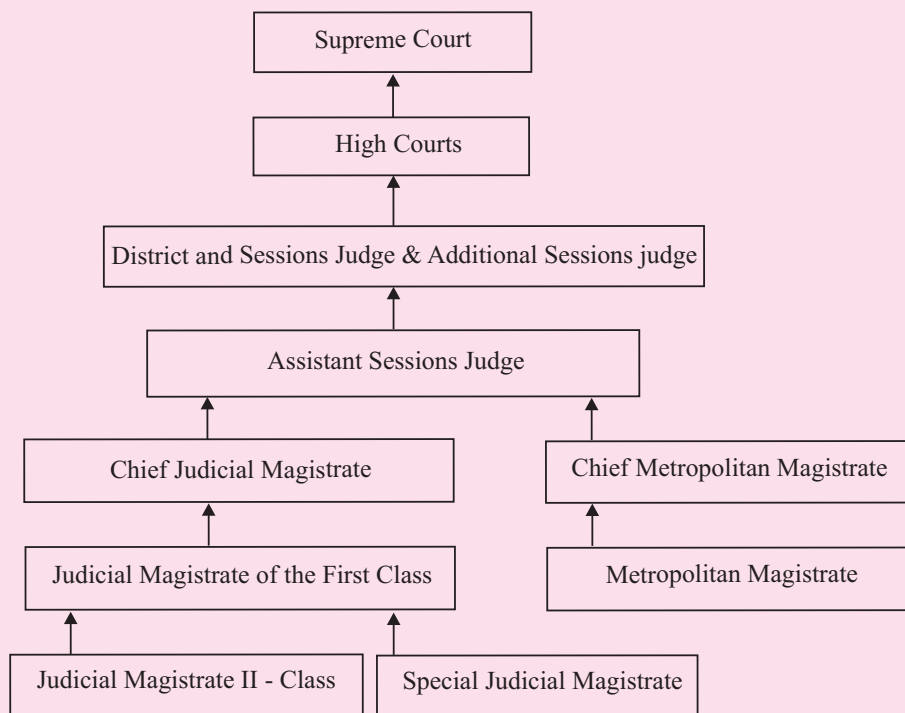 Supreme Court
High Courts
District and Sessions Judge & Additional Sessions judge
Assistant Sessions Judge
Chief Judicial Magistrate
Chief Metropolitan Magistrate
Judicial Magistrate of the First Class
Metropolitan Magistrate
Judicial Magistrate II - Class
Special Judicial Magistrate